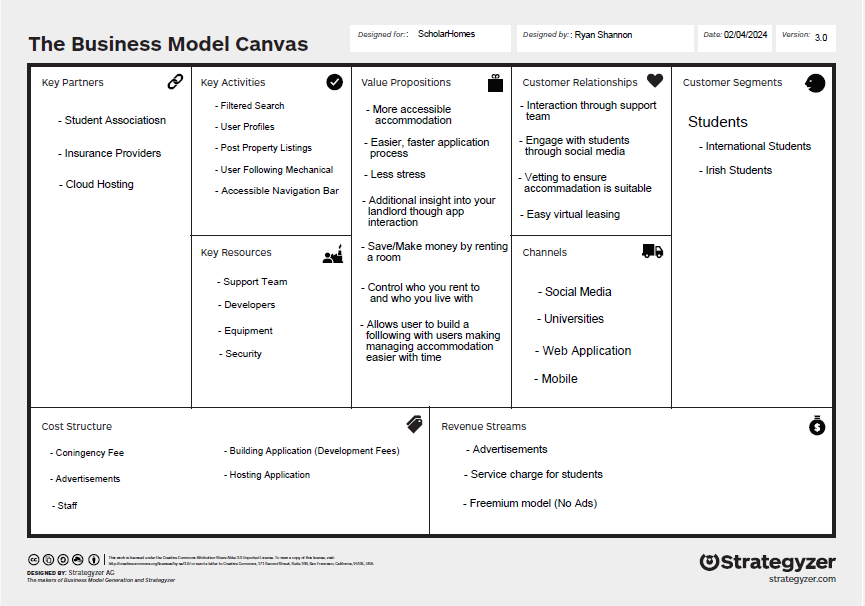 The Business Model Canvas
Designed for: : ScholarHomes
Designed by: : Ryan Shannon
Date: 02/04/2024
Version: 3.0
Key Partners
- Student Associatiosn
- Insurance Providers
- Cloud Hosting
Key Activities
- Filtered Search
- User Profiles
- Post Property Listings
- User Following Mechanical
- Accessible Navigation Bar
Key Resources
- Support Team
- Developers
- Equipment
- Security
Value Propositions
- More accessible
accommodation
- Easier, faster application
process
- Less stress
- Additional insight into your
landlord though app
interaction
- Save/Make money by renting
a room
- Control who you rent to
and who you live with
- Allows user to build a
folllowing with users making
managing accommodation
easier with time
Customer Relationships
- Interaction through support
team
- Engage with students
through social media
- Vetting to ensure
accommadation is suitable
- Easy virtual leasing
Channels
- Social Media
- Universities
- Web Application
- Mobile
Customer Segments
Students
- International Students
- Irish Students
Cost Structure
- Coningency Fee
- Advertisements
- Staff
- Building Application (Development Fees)
- Hosting Application
Revenue Streams
- Advertisements
- Service charge for students
- Freemium model (No Ads)
DESIGNED BY: Strategyzer AG
The makers of Business Model Generation and Strategyzer
Strategyzer
strategyzer.com